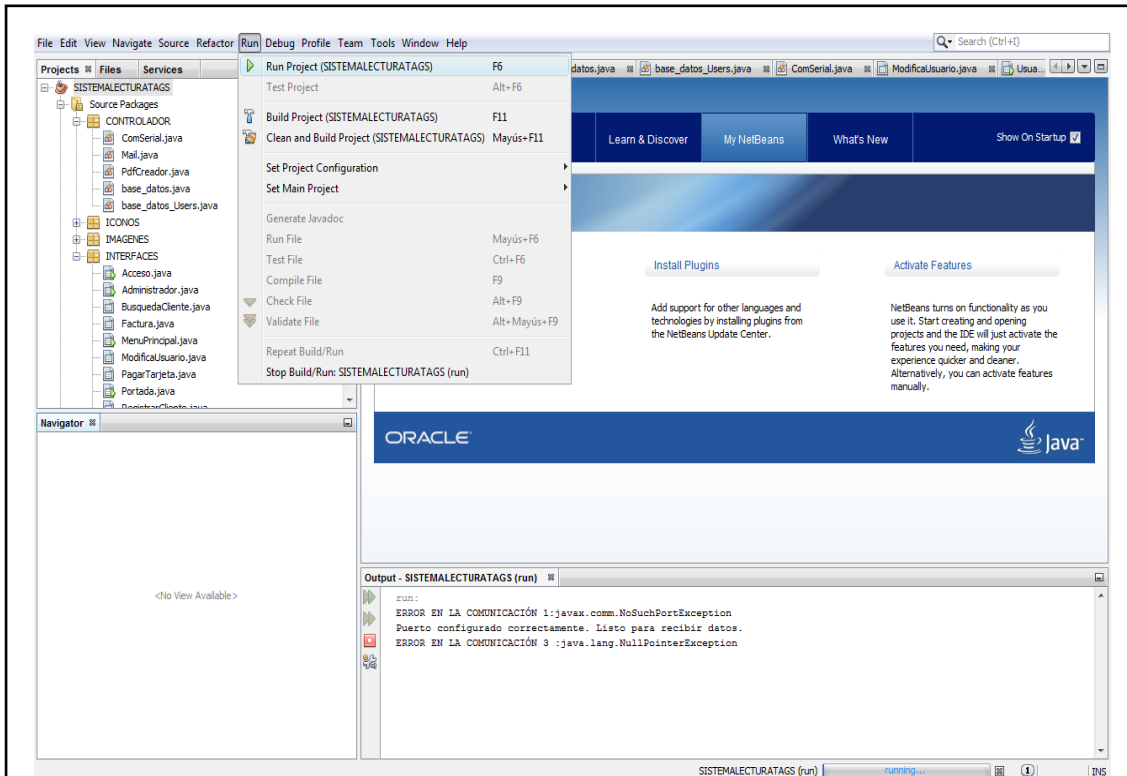 File Edit View Navigate Source Refactor Run Debug Profile Team Tools Window Help
Search (Ctrl+I)
Projects Files Services
SISTEMALECTURATAGS
Source Packages
CONTROLADOR
ComSerial.java
Mail.java
PdfCreador.java
base_datos.java
base_datos_Users.java
ICONOS
IMAGENES
INTERFACES
Acceso.java
Administrador.java
BusquedaCliente.java
Factura.java
MenuPrincipal.java
ModificaUsuario.java
PagarTarjeta.java
Portada.java
RegistrarCliente.java
Run Project (SISTEMALECTURATAGS) F6
Test Project Alt+F6
Build Project (SISTEMALECTURATAGS) F11
Clean and Build Project (SISTEMALECTURATAGS) Mayús+F11
Set Project Configuration
Set Main Project
Generate Javadoc
Run File Mayús+F6
Test File Ctrl+F6
Compile File F9
Check File Alt+F9
Validate File Alt+Mayús+F9
Repeat Build/Run Ctrl+F11
Stop Build/Run: SISTEMALECTURATAGS (run)
datos.java base_datos_Users.java ComSerial.java ModificaUsuario.java Usua...
Learn & Discover My NetBeans What's New Show On Startup
Install Plugins
Add support for other languages and
technologies by installing plugins from
the NetBeans Update Center.
Activate Features
NetBeans turns on functionality as you
use it. Start creating and opening
projects and the IDE will just activate the
features you need, making your
experience quicker and cleaner.
Alternatively, you can activate features
manually.
ORACLE Java
Navigator
<No View Available>
Output - SISTEMALECTURATAGS (run)
run:
ERROR EN LA COMUNICACIÓN 1:javax.comm.NoSuchPortException
Puerto configurado correctamente. Listo para recibir datos.
ERROR EN LA COMUNICACIÓN 3 :java.lang.NullPointerException
SISTEMALECTURATAGS (run) running... 1 INS